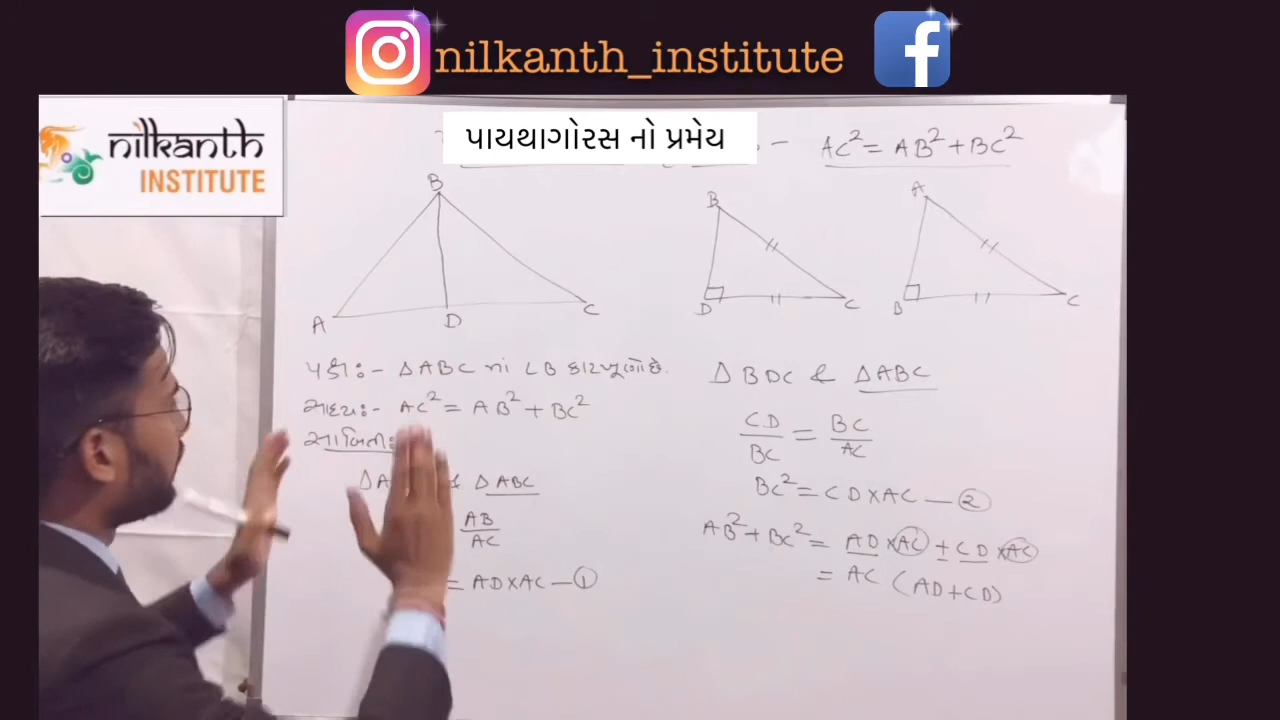 nilkanth_institute
nilkanth
INSTITUTE
પાયથાગોરસ નો પ્રમેય
:- AC²= AB²+BC²
B
A D C
B
D C
A
B C
પક્ષ:- ΔABC નાં ∠B કાટખૂણો છે.
સાધ્ય:- AC²= AB²+BC²
સાબિતી:
ΔA & ΔABC
AB
AC
= AD×AC—①
ΔBDC & ΔABC
CD/BC = BC/AC
BC²= CD×AC—②
AB²+BC²= AD×AC + CD×AC
= AC (AD+CD)